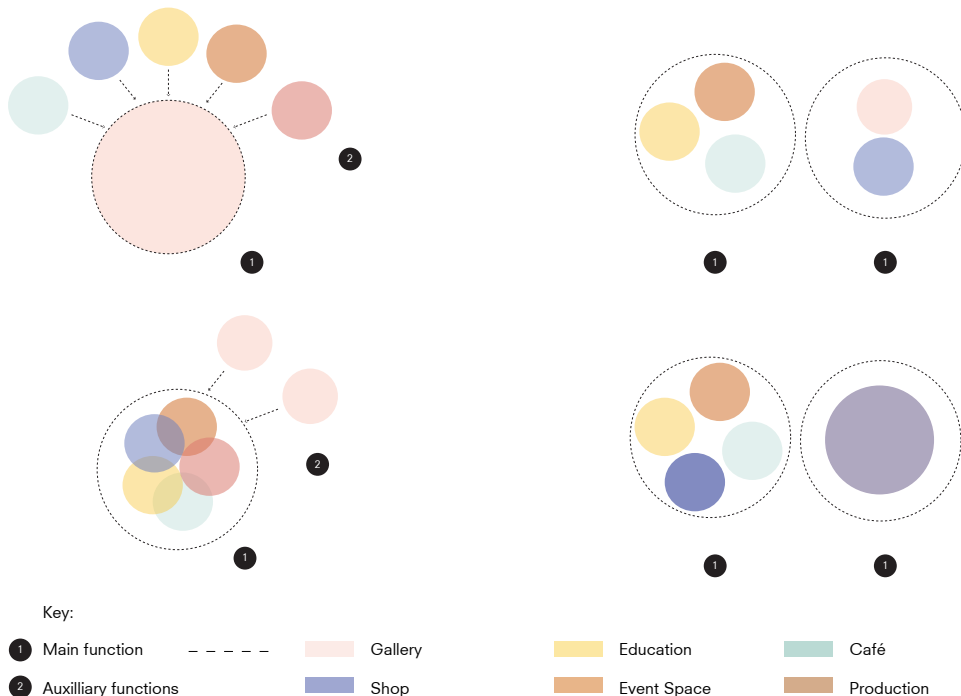 2
1
1
1
2
1
1
1
Key:
1 Main function
Gallery
Education
Café
2 Auxilliary functions
Shop
Event Space
Production